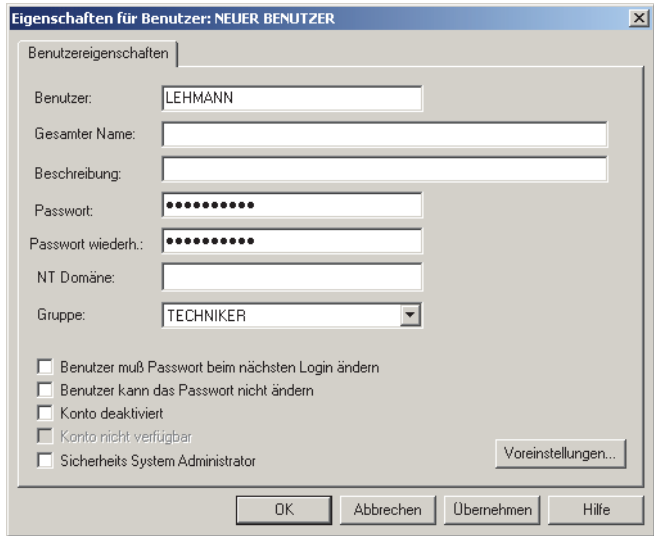 Eigenschaften für Benutzer: NEUER BENUTZER
Benutzereigenschaften
Benutzer: LEHMANN
Gesamter Name:
Beschreibung:
Passwort: ●●●●●●●●●●
Passwort wiederh.: ●●●●●●●●●●
NT Domäne:
Gruppe: TECHNIKER
Benutzer muß Passwort beim nächsten Login ändern
Benutzer kann das Passwort nicht ändern
Konto deaktiviert
Konto nicht verfügbar
Sicherheits System Administrator
Voreinstellungen...
OK Abbrechen Übernehmen Hilfe